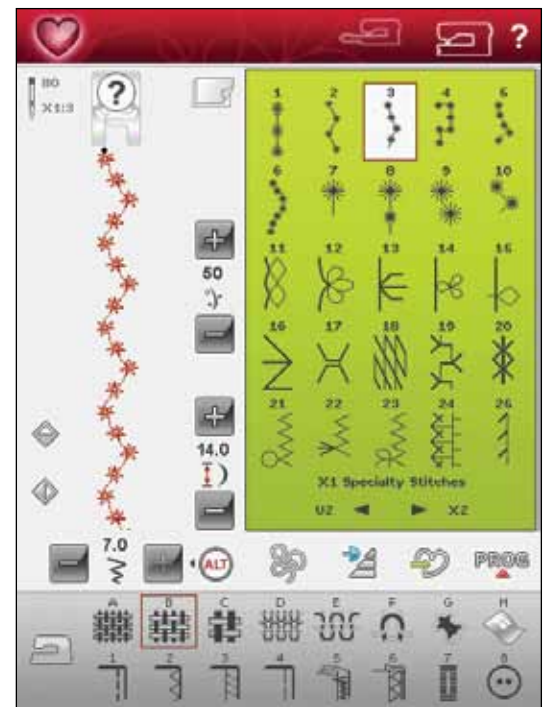 ?
80
X1:3
?
1 2 3 4 5
6 7 8 9 10
11 12 13 14 15
50
16 17 18 19 20
21 22 23 24 25
14.0
X1 Specialty Stitches
U2 X2
7.0
ALT
PROG
A B C D E F G H
1 2 3 4 5 6 7 8